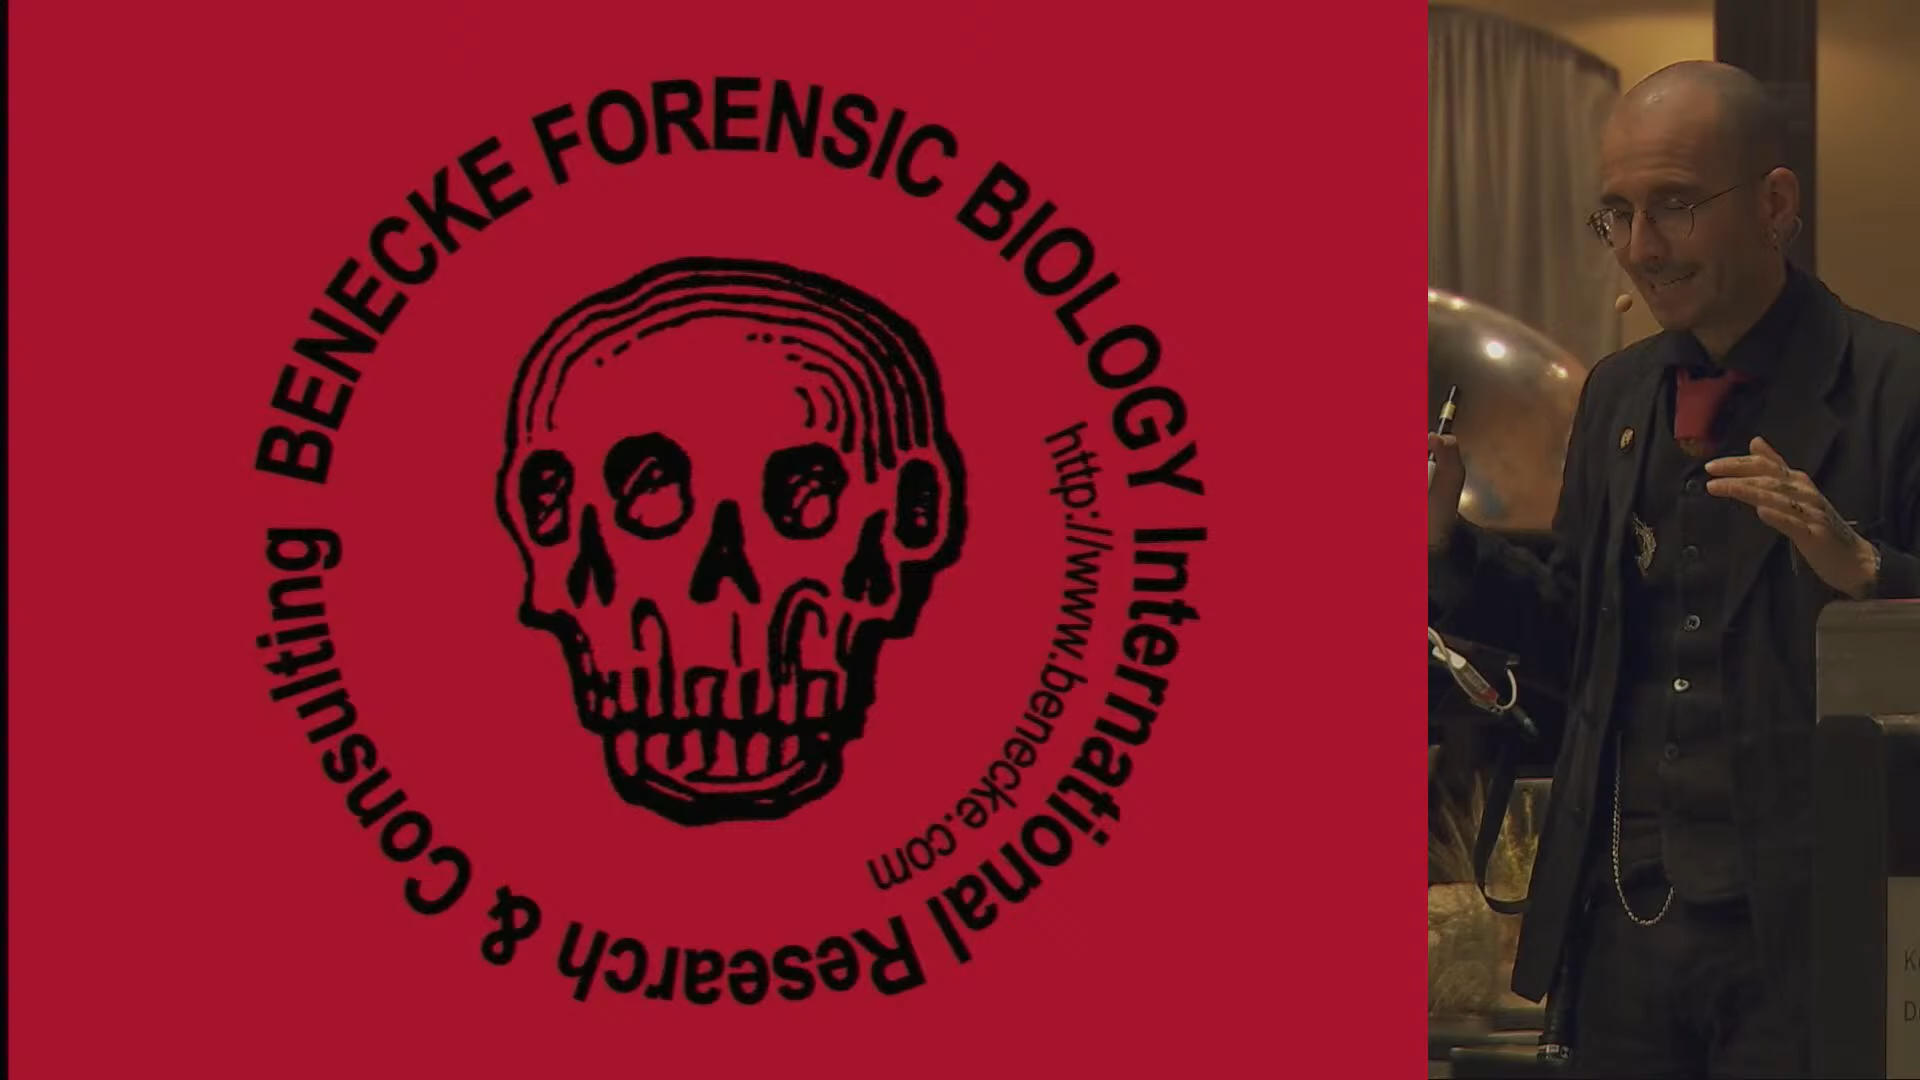 BENECKE FORENSIC BIOLOGY International Research & Consulting
http://www.benecke.com